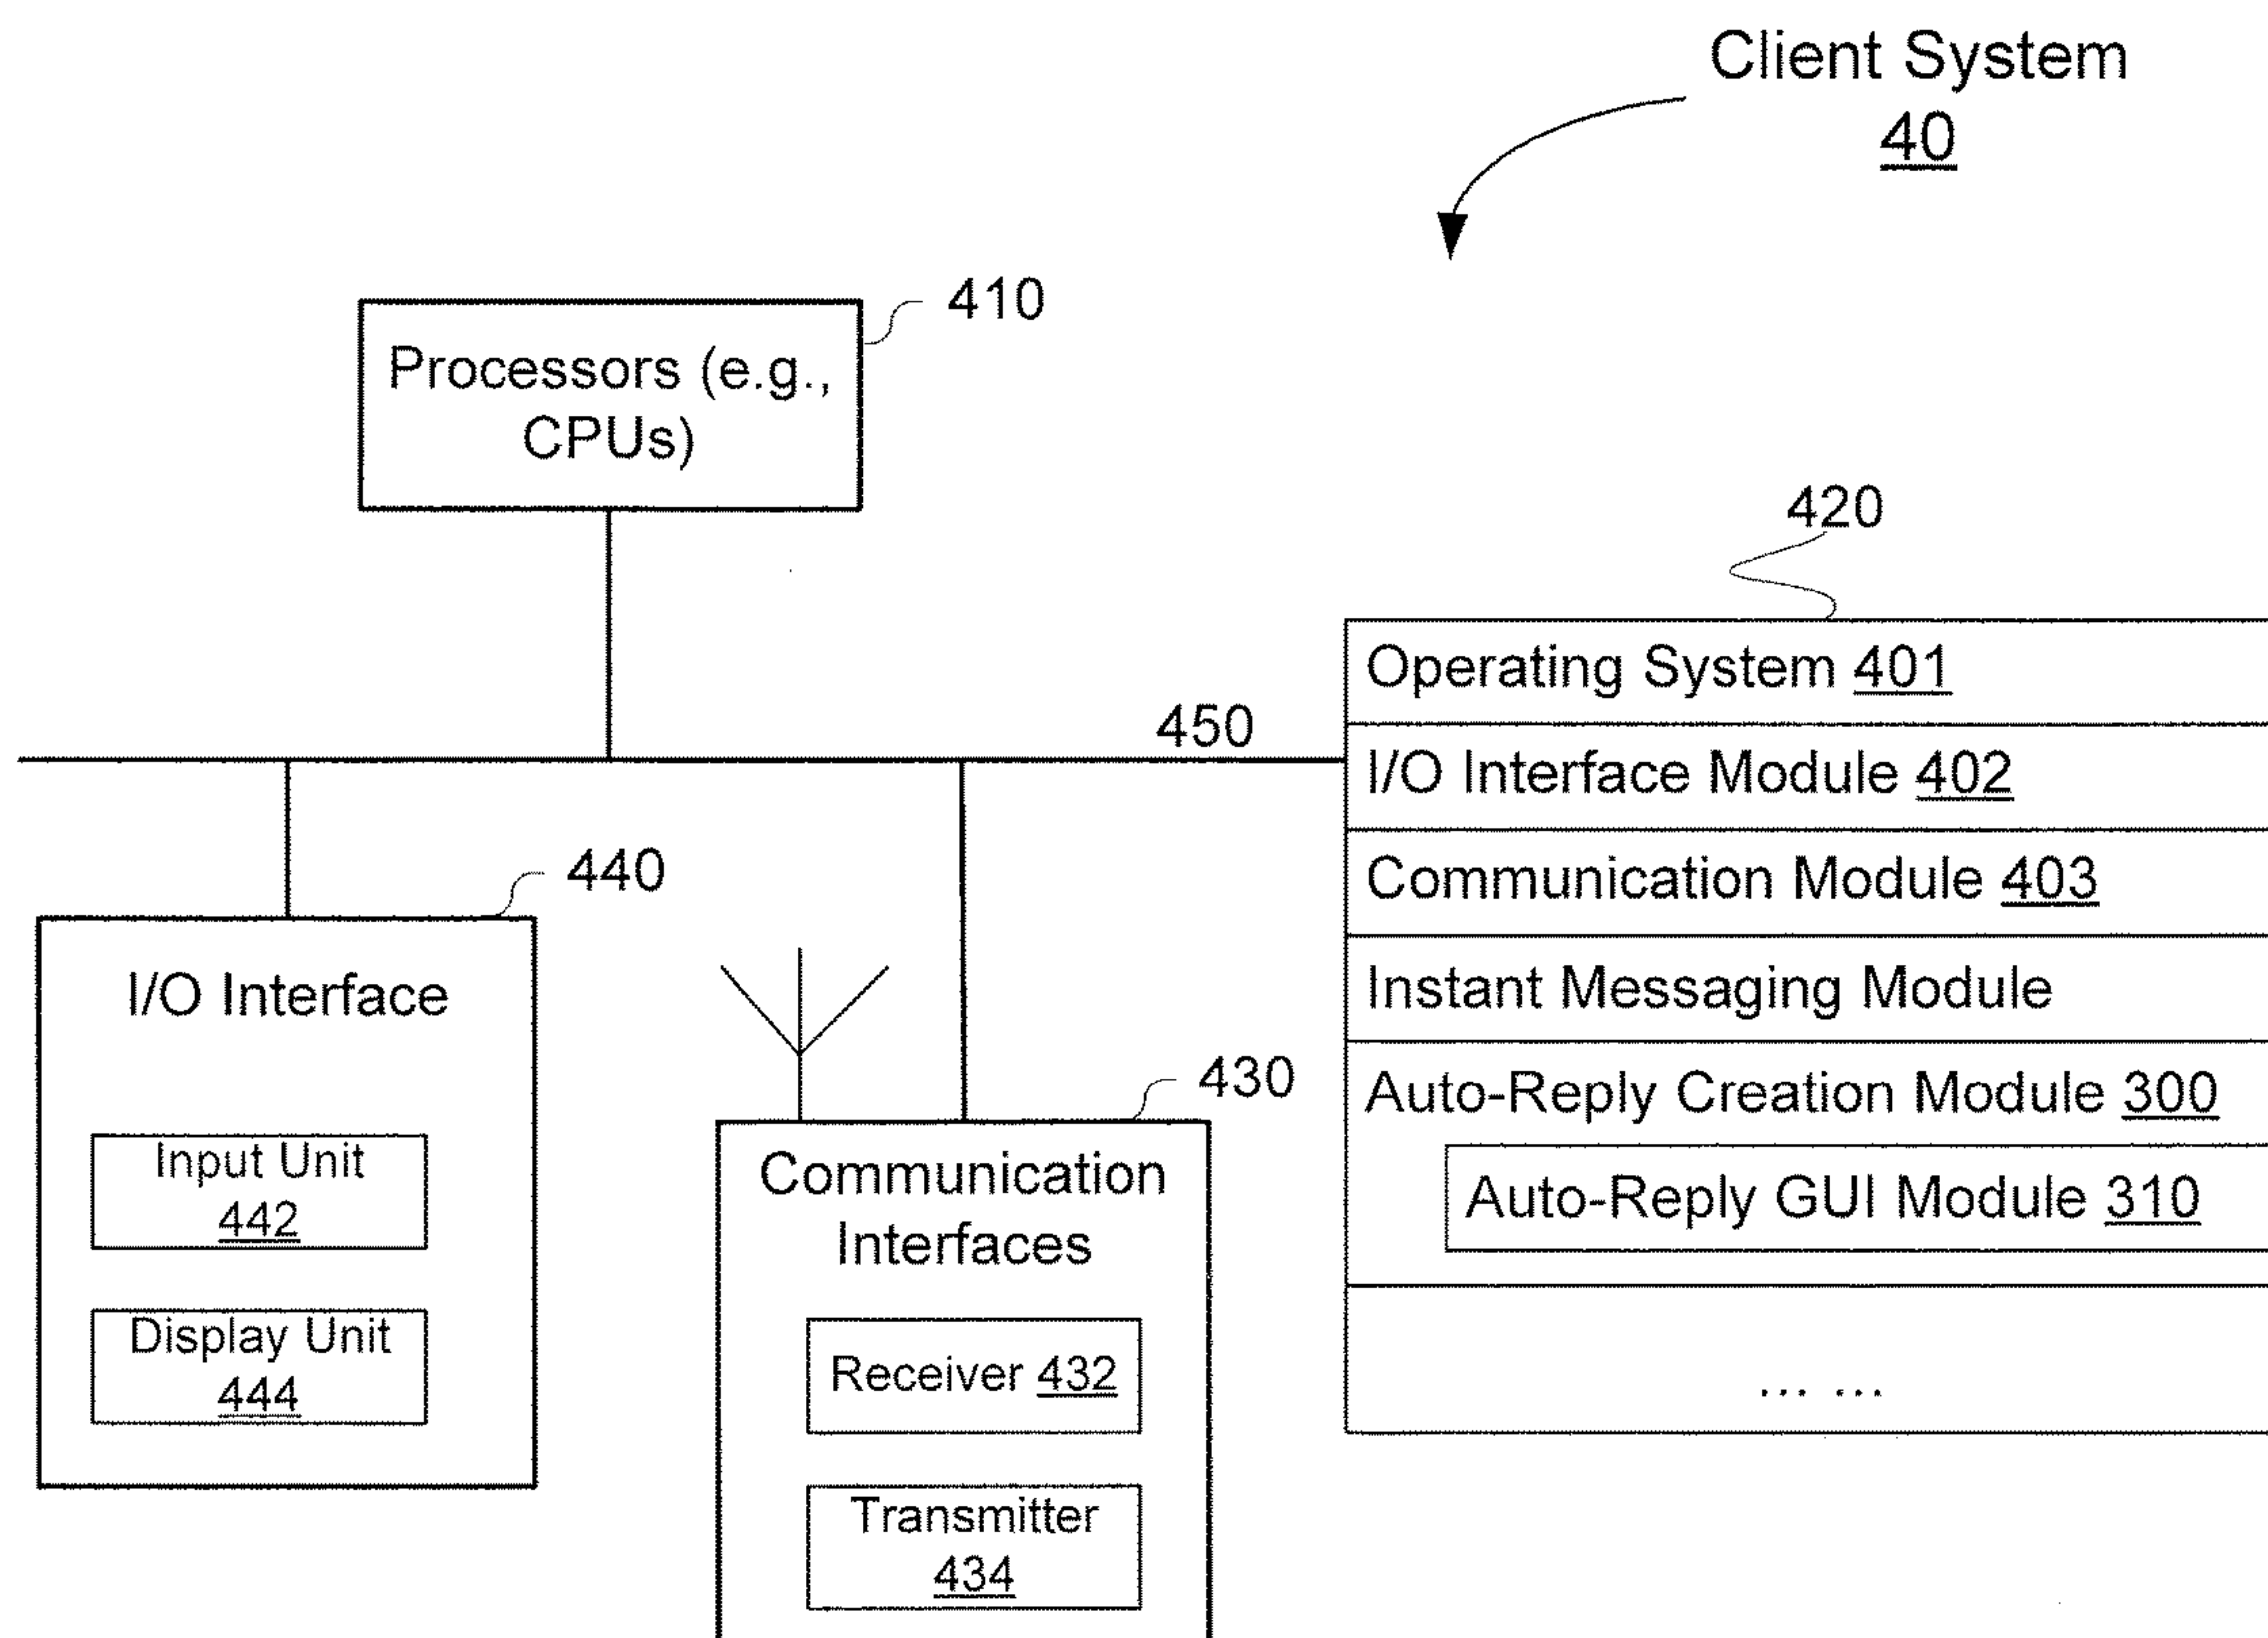 Client System
40
410
Processors (e.g.,
CPUs)
420
Operating System 401
450
I/O Interface Module 402
440
Communication Module 403
I/O Interface
Instant Messaging Module
430
Auto-Reply Creation Module 300
Input Unit
442
Communication
Interfaces
Auto-Reply GUI Module 310
Display Unit
444
Receiver 432
... ...
Transmitter
434